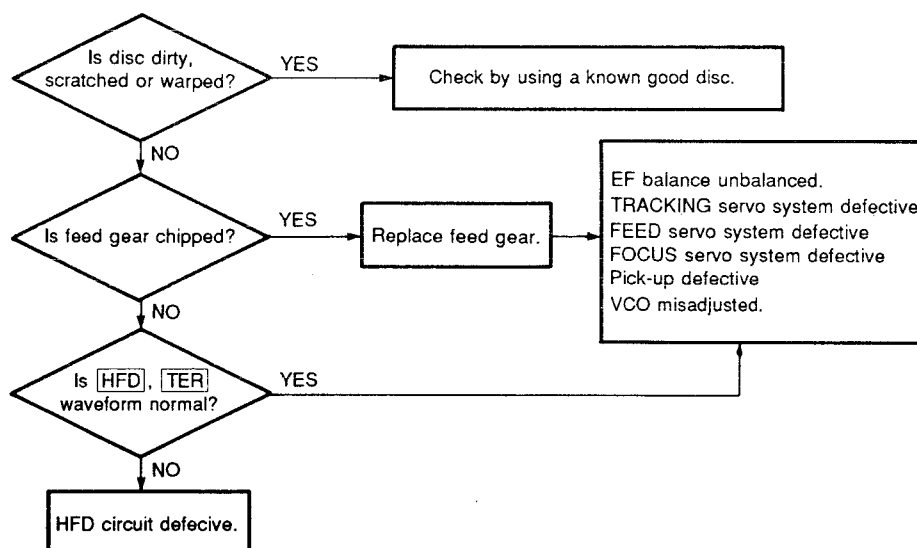 Is disc dirty,
scratched or warped?
YES
Check by using a known good disc.
NO
Is feed gear chipped?
YES
Replace feed gear.
EF balance unbalanced.
TRACKING servo system defective
FEED servo system defective
FOCUS servo system defective
Pick-up defective
VCO misadjusted.
NO
Is HFD, TER
waveform normal?
YES
NO
HFD circuit defecive.